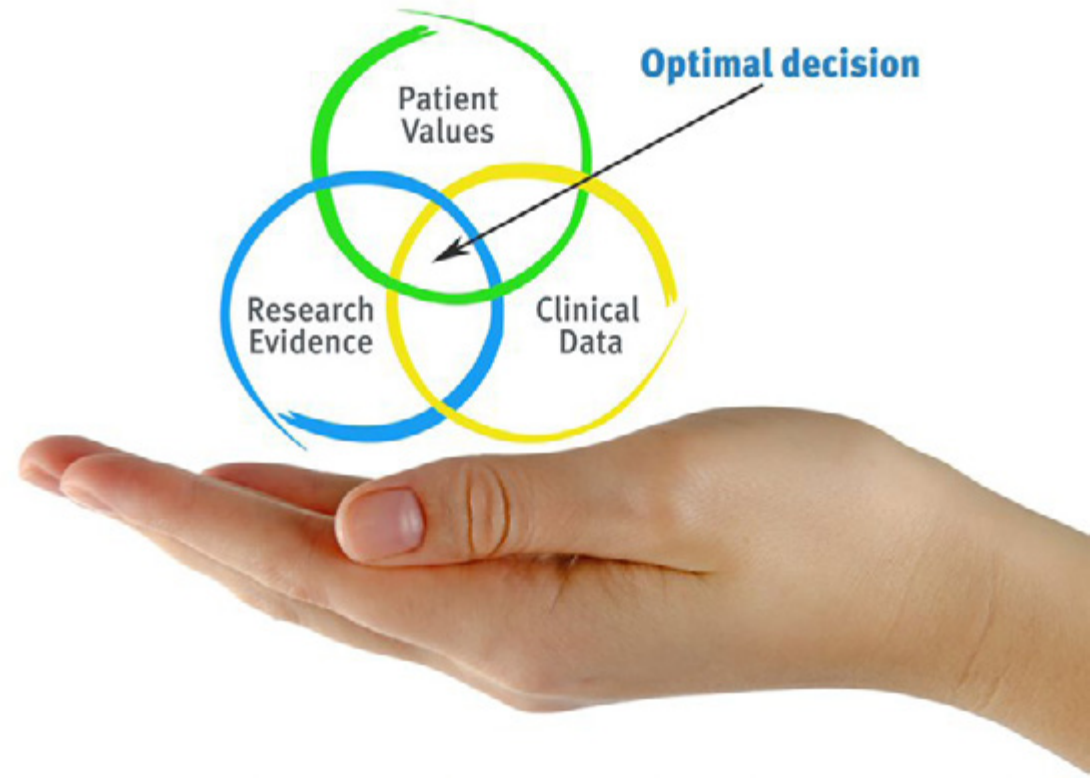 Optimal decision
Patient
Values
Research
Evidence
Clinical
Data